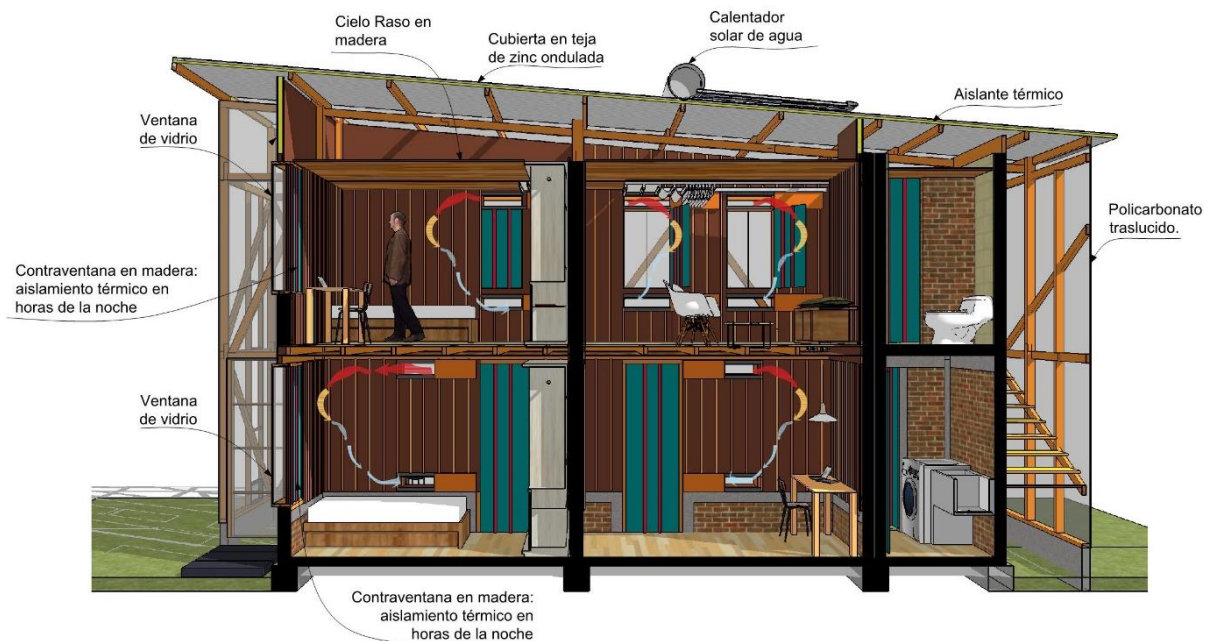 Cielo Raso en
madera
Cubierta en teja
de zinc ondulada
Calentador
solar de agua
Aislante térmico
Ventana
de vidrio
Policarbonato
traslucido.
Contraventana en madera:
aislamiento térmico en
horas de la noche
Ventana
de vidrio
Contraventana en madera:
aislamiento térmico en
horas de la noche